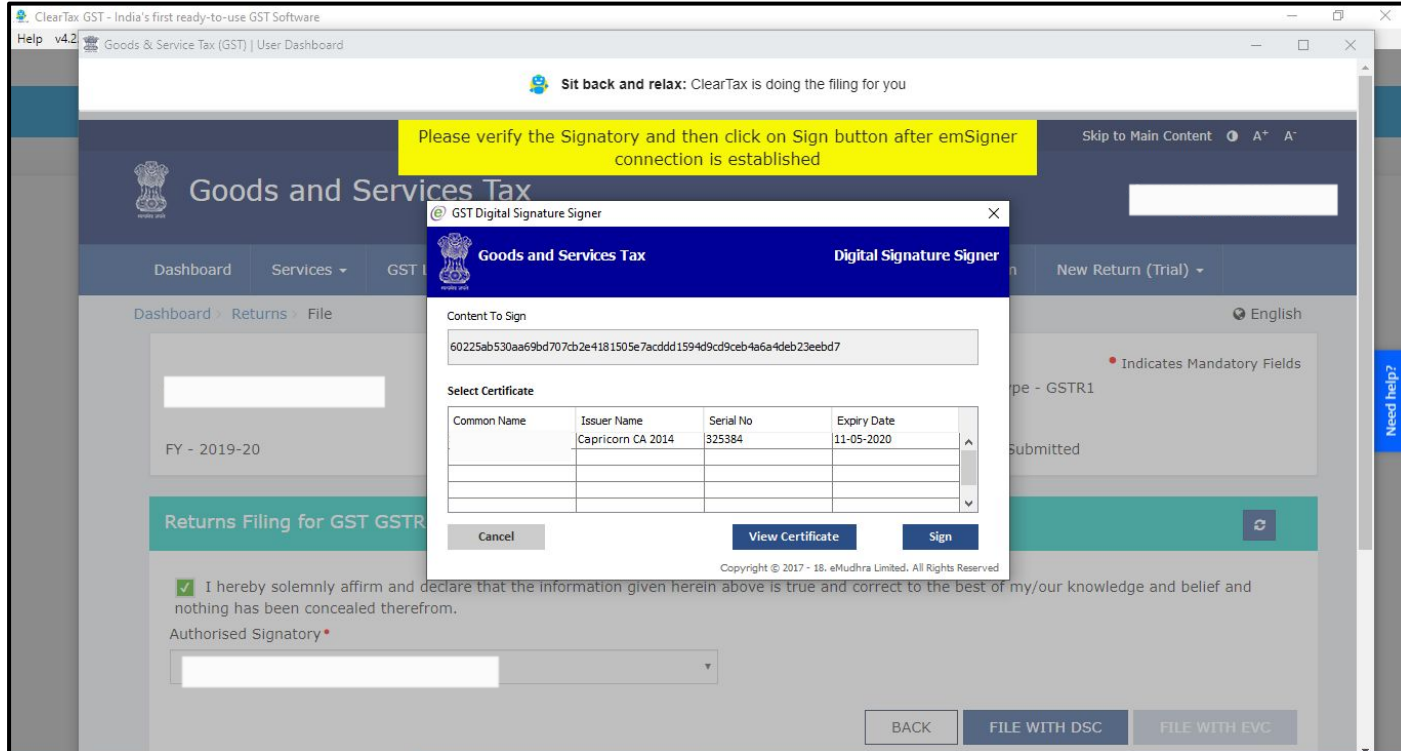 ClearTax GST - India's first ready-to-use GST Software
Help v4.2
Goods & Service Tax (GST) | User Dashboard
Sit back and relax: ClearTax is doing the filing for you
Please verify the Signatory and then click on Sign button after emSigner
connection is established
Skip to Main Content A+ A-
Goods and Services Tax
GST Digital Signature Signer
Goods and Services Tax Digital Signature Signer
Dashboard Services GST New Return (Trial)
Dashboard > Returns > File English
Content To Sign
60225ab530aa69bd707cb2e4181505e7acddd1594d9cd9ceb4a6a4deb23eebd7
• Indicates Mandatory Fields
- GSTR1
Select Certificate
Common Name Issuer Name Serial No Expiry Date
Capricorn CA 2014 325384 11-05-2020
FY - 2019-20 Submitted
Need help?
Returns Filing for GST GSTR
Cancel View Certificate Sign
Copyright © 2017 - 18. eMudhra Limited. All Rights Reserved
I hereby solemnly affirm and declare that the information given herein above is true and correct to the best of my/our knowledge and belief and
nothing has been concealed therefrom.
Authorised Signatory•
BACK FILE WITH DSC FILE WITH EVC